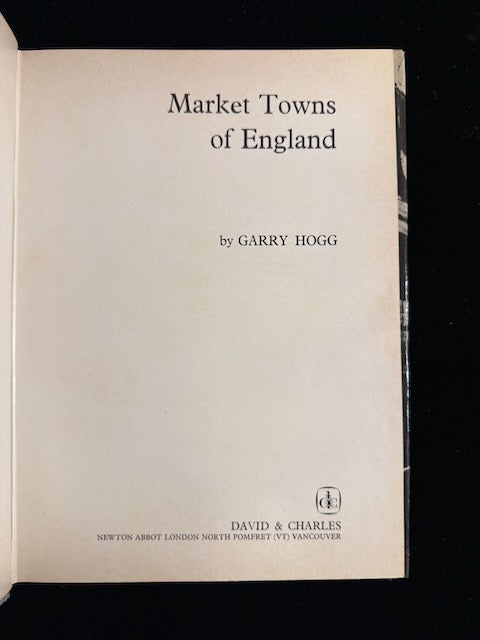 Market Towns
of England
by GARRY HOGG
DAVID & CHARLES
NEWTON ABBOT LONDON NORTH POMFRET (VT) VANCOUVER